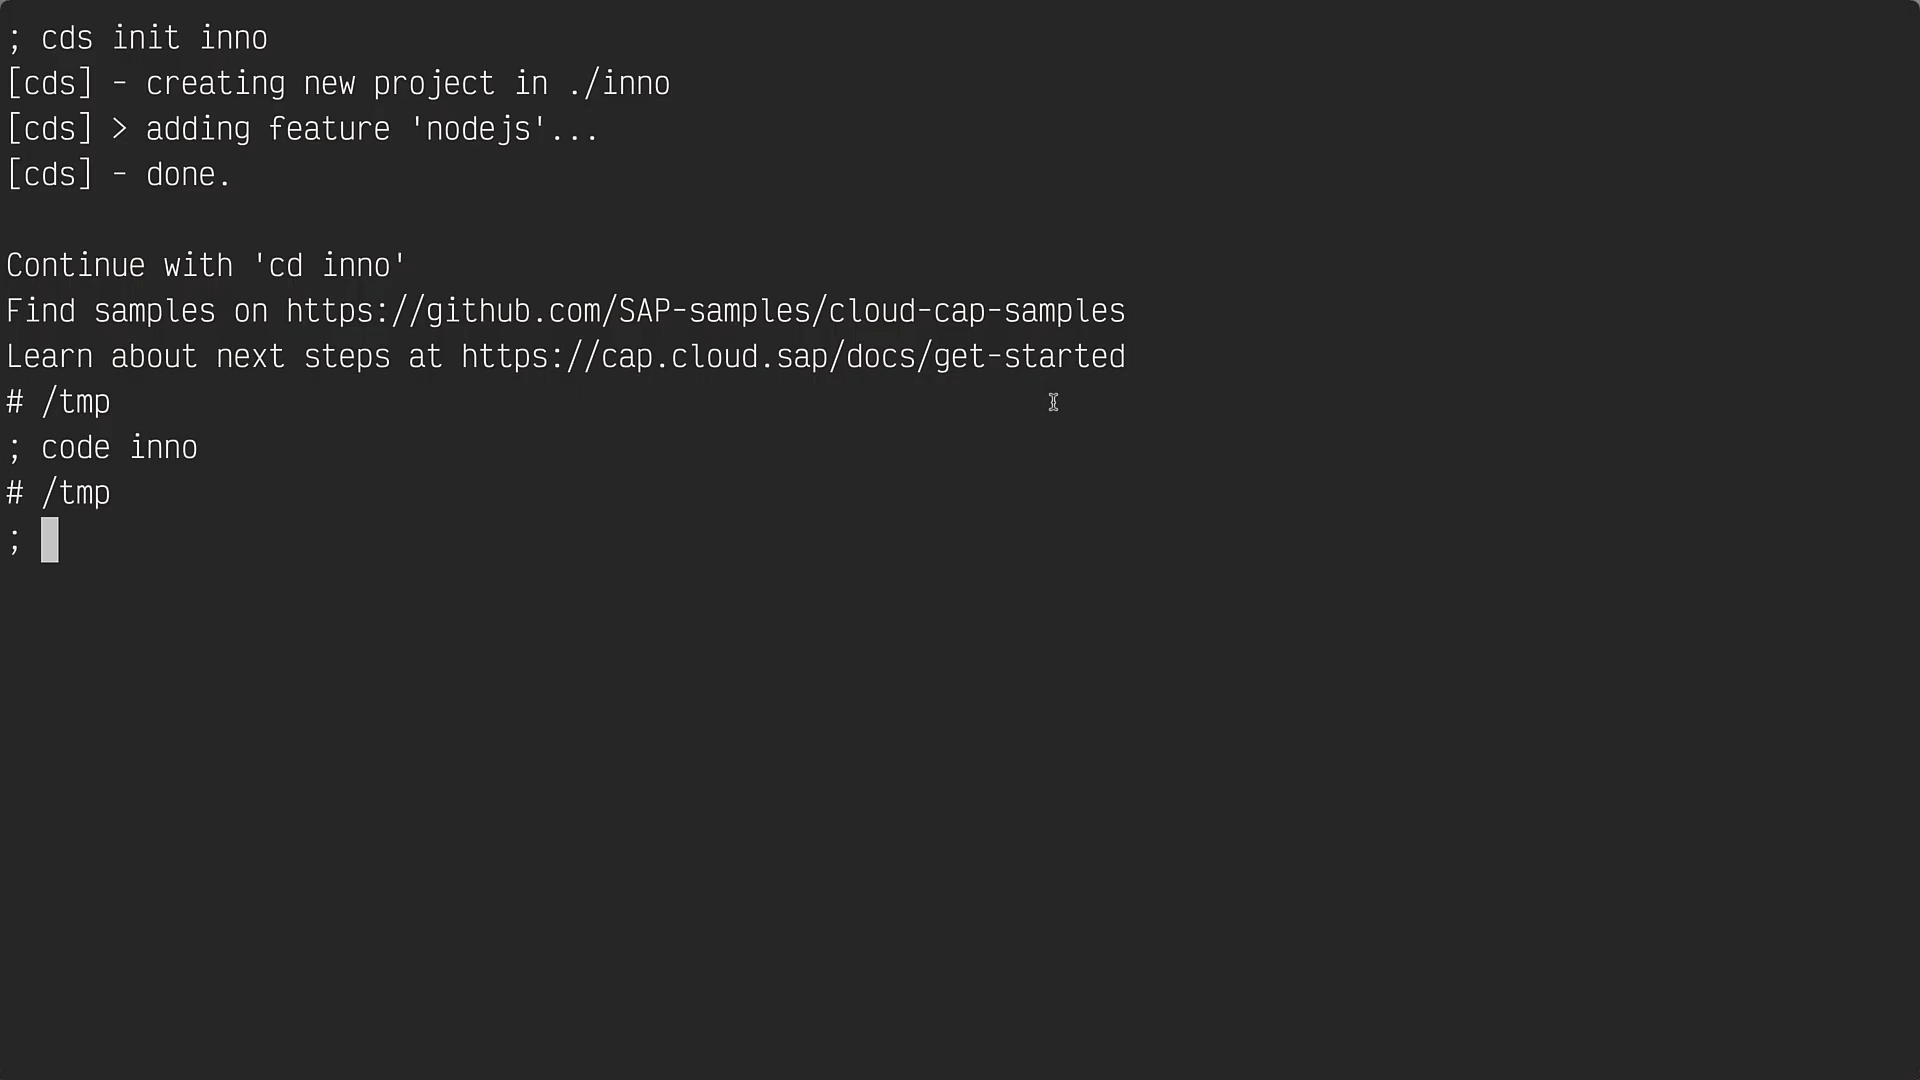 ; cds init inno
[cds] - creating new project in ./inno
[cds] > adding feature 'nodejs'...
[cds] - done.
Continue with 'cd inno'
Find samples on https://github.com/SAP-samples/cloud-cap-samples
Learn about next steps at https://cap.cloud.sap/docs/get-started
# /tmp
; code inno
# /tmp
;